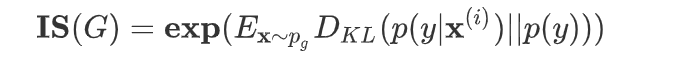 IS(G) = exp(E_{x∼p_g} D_{KL}(p(y|x^{(i)})||p(y)))